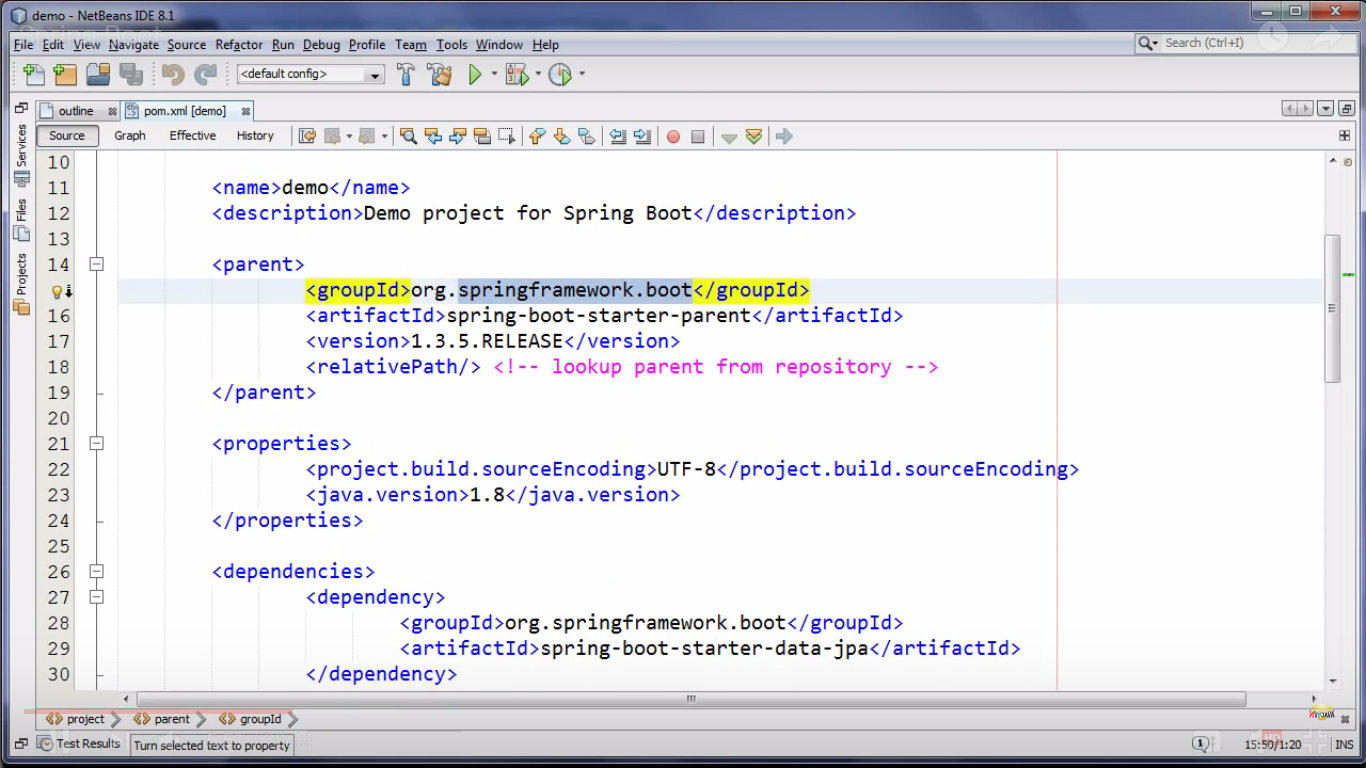 demo - NetBeans IDE 8.1
File Edit View Navigate Source Refactor Run Debug Profile Team Tools Window Help
Search (Ctrl+I)
<default config>
outline
pom.xml [demo]
Source Graph Effective History
Services
Files
Projects
10
11 <name>demo</name>
12 <description>Demo project for Spring Boot</description>
13
14 <parent>
<groupId>org.springframework.boot</groupId>
16 <artifactId>spring-boot-starter-parent</artifactId>
17 <version>1.3.5.RELEASE</version>
18 <relativePath/> <!-- lookup parent from repository -->
19 </parent>
20
21 <properties>
22 <project.build.sourceEncoding>UTF-8</project.build.sourceEncoding>
23 <java.version>1.8</java.version>
24 </properties>
25
26 <dependencies>
27 <dependency>
28 <groupId>org.springframework.boot</groupId>
29 <artifactId>spring-boot-starter-data-jpa</artifactId>
30 </dependency>
project parent groupId
Test Results
Turn selected text to property
1
HD
15:50/1:20 INS